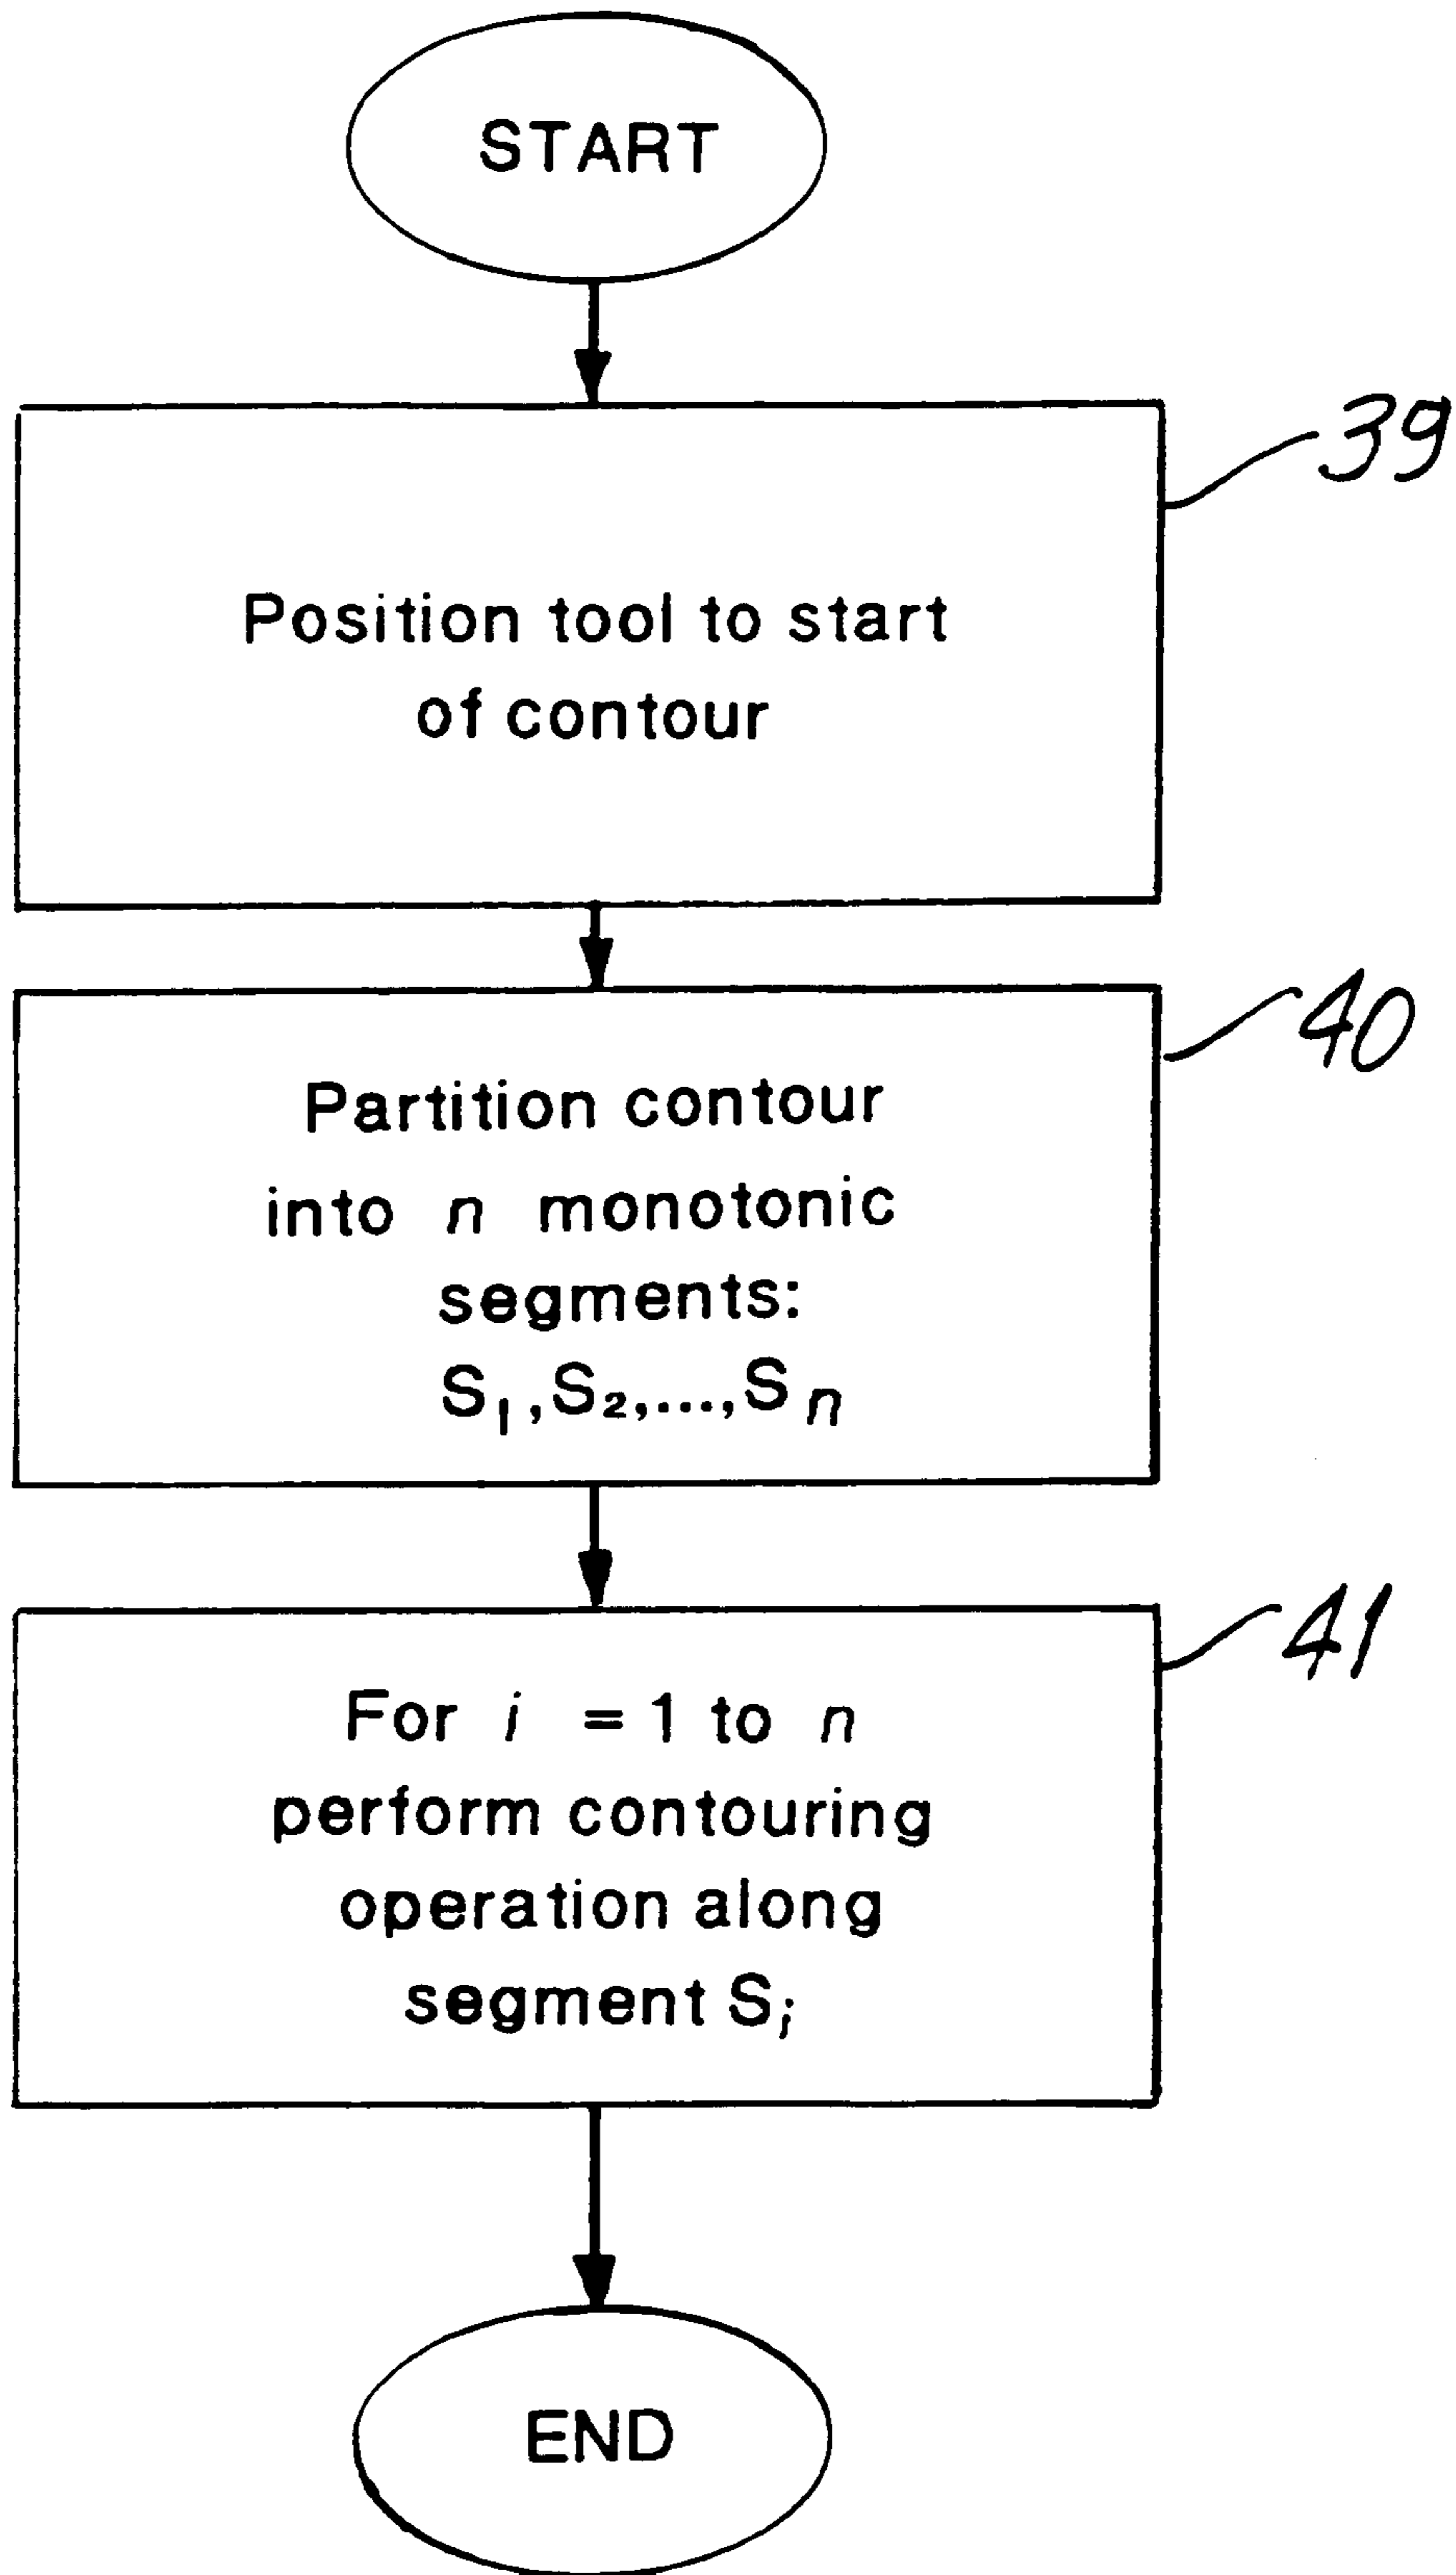 START
39
Position tool to start
of contour
40
Partition contour
into n monotonic
segments:
S₁,S₂,...,Sₙ
41
For i = 1 to n
perform contouring
operation along
segment Sᵢ
END